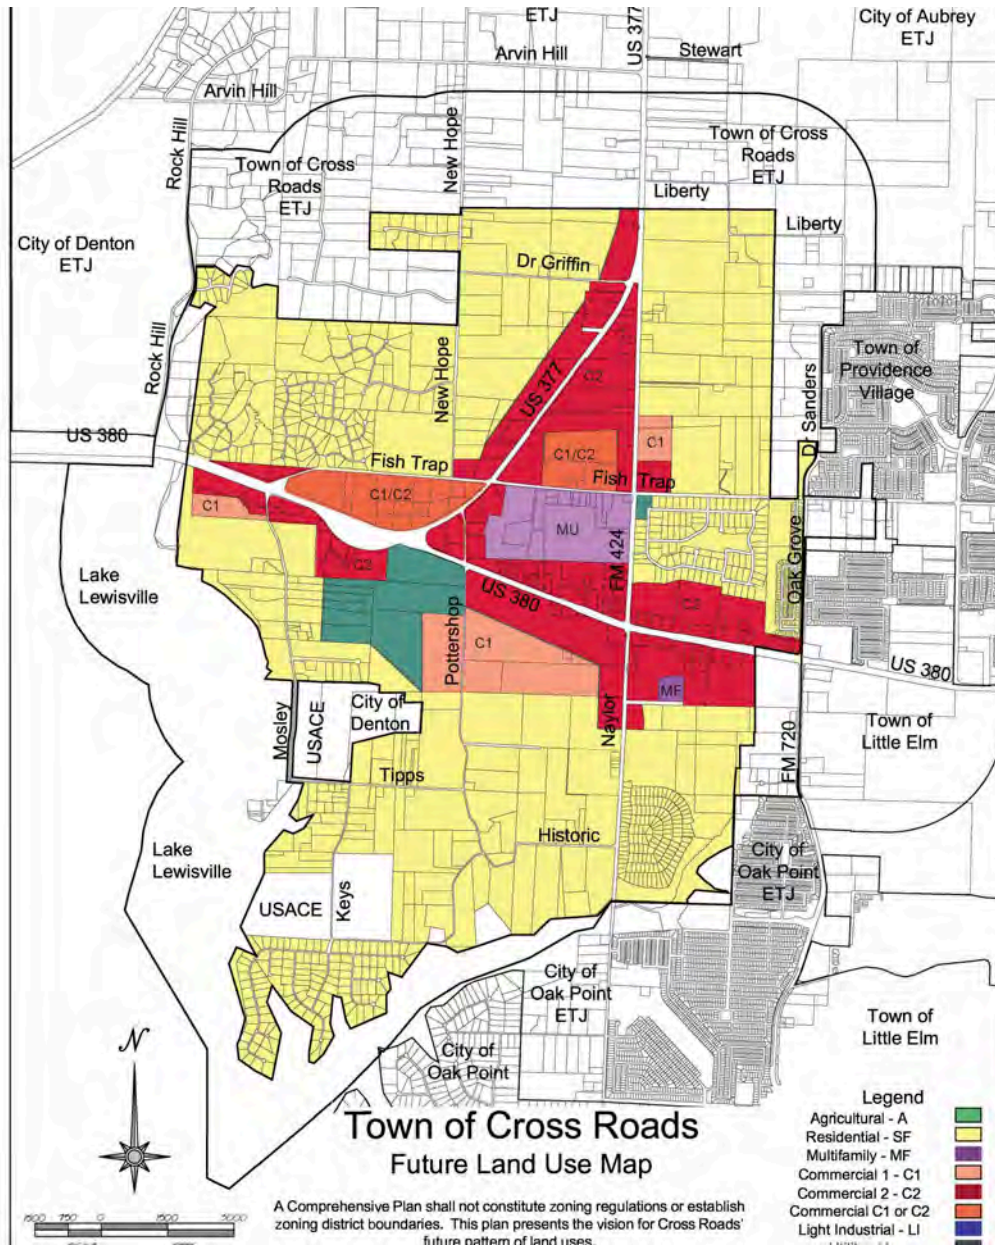 ETJ
US 377
City of Aubrey
ETJ
Arvin Hill
Stewart
Arvin Hill
Rock Hill
New Hope
Town of Cross
Roads
ETJ
Town of Cross
Roads
ETJ
Liberty
Liberty
City of Denton
ETJ
Dr Griffin
Rock Hill
New Hope
US 377
C2
Dr Sanders
Town of
Providence
Village
US 380
C1
C1/C2
Fish Trap
Fish Trap
C1/C2
C1
MU
Oak Grove
FM 424
C2
Lake
Lewisville
US 380
C2
Pottershop
C1
US 380
MF
Mosley
USACE
City of
Denton
Naylor
FM 720
Town of
Little Elm
Tipps
Historic
Lake
Lewisville
City of
Oak Point
ETJ
USACE
Keys
City of
Oak Point
ETJ
Town of
Little Elm
City of
Oak Point
N
Town of Cross Roads
Future Land Use Map
Legend
Agricultural - A
Residential - SF
Multifamily - MF
Commercial 1 - C1
Commercial 2 - C2
Commercial C1 or C2
Light Industrial - LI
A Comprehensive Plan shall not constitute zoning regulations or establish
zoning district boundaries. This plan presents the vision for Cross Roads'
future pattern of land uses.
1500 750 0 1500 3000